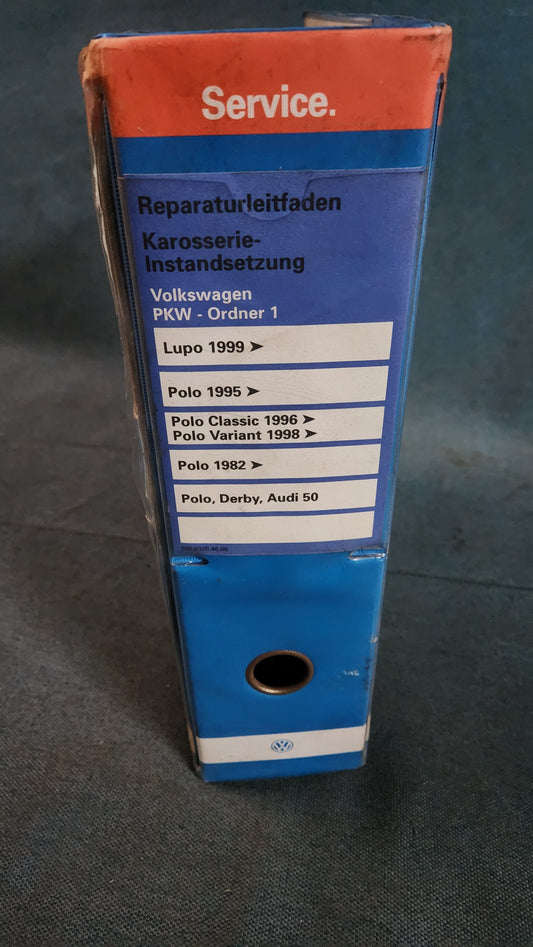 Service.
Reparaturleitfaden
Karosserie-
Instandsetzung
Volkswagen
PKW - Ordner 1
Lupo 1999 ➤
Polo 1995 ➤
Polo Classic 1996 ➤
Polo Variant 1998 ➤
Polo 1982 ➤
Polo, Derby, Audi 50